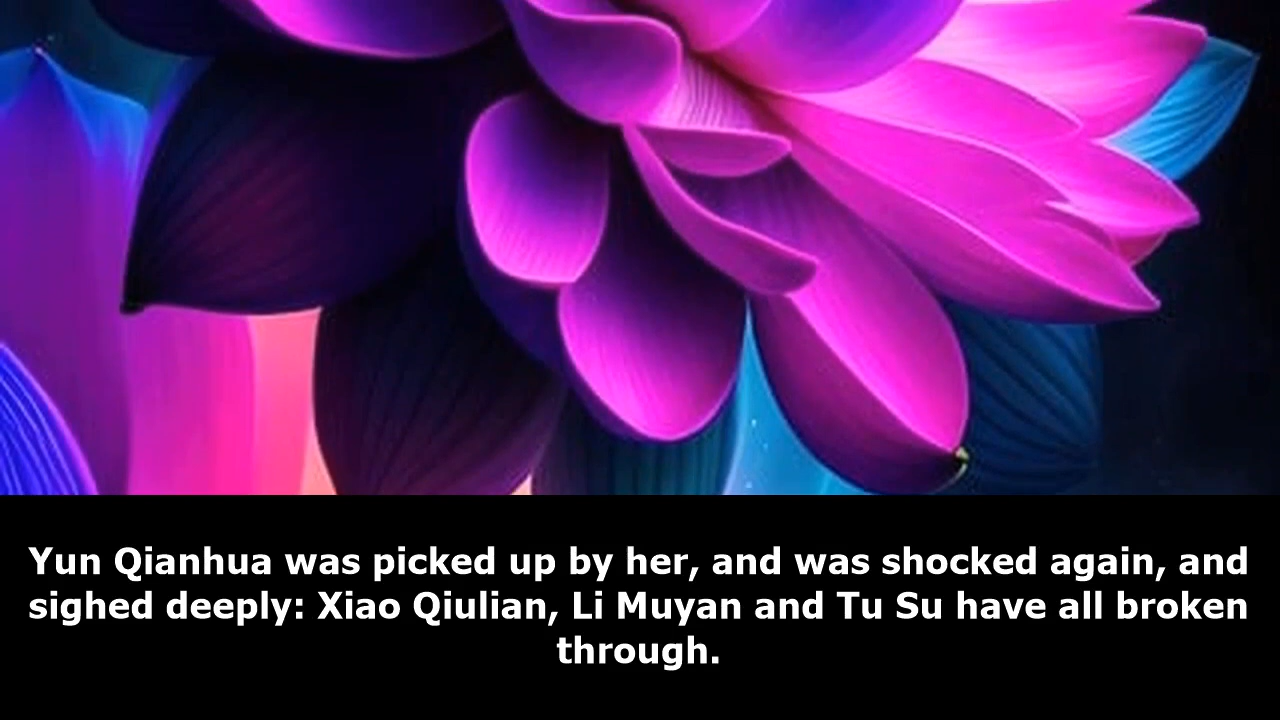 Yun Qianhua was picked up by her, and was shocked again, and
sighed deeply: Xiao Qiulian, Li Muyan and Tu Su have all broken
through.